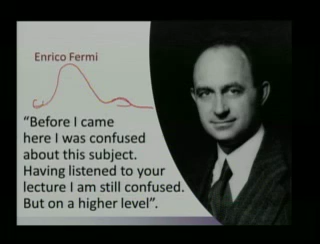 Enrico Fermi
“Before I came
here I was confused
about this subject.
Having listened to your
lecture I am still confused.
But on a higher level”.